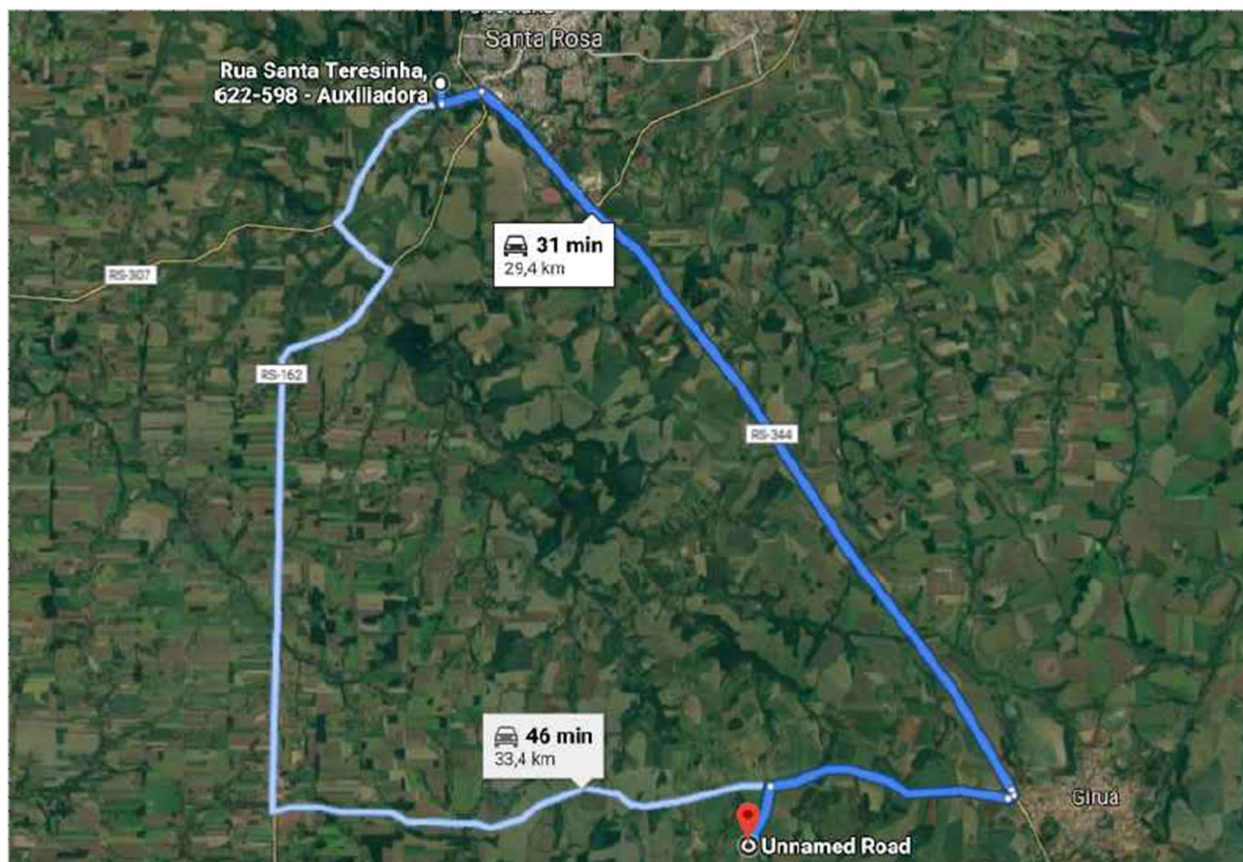 Santa Rosa
Rua Santa Teresinha,
622-598 - Auxiliadora
31 min
29,4 km
RS-307
RS-162
RS-344
46 min
33,4 km
Giruá
Unnamed Road